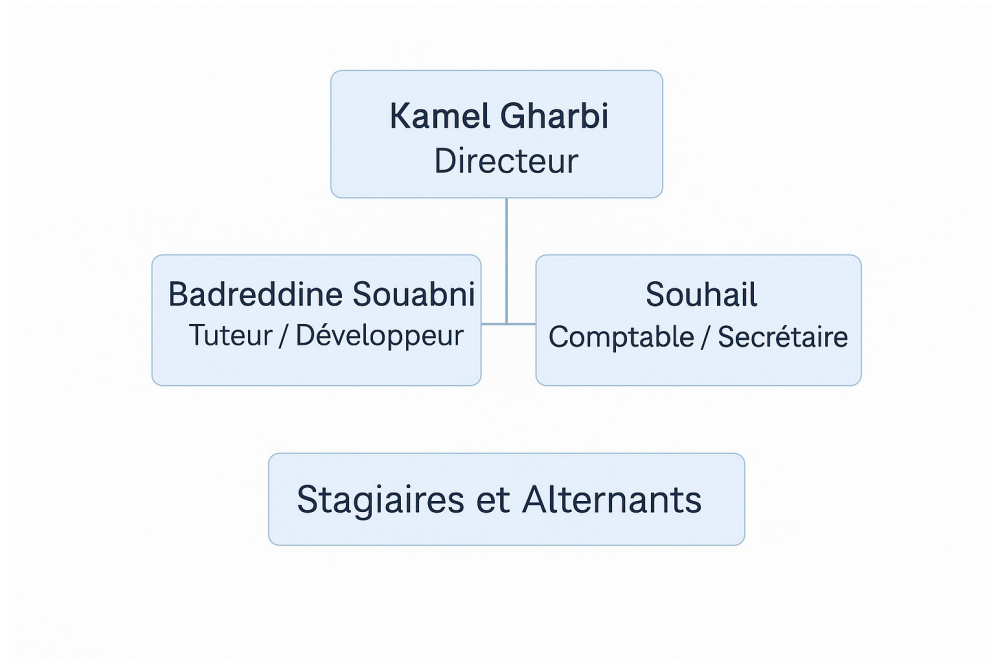 Kamel Gharbi
Directeur
Badreddine Souabni
Tuteur / Développeur
Souhail
Comptable / Secrétaire
Stagiaires et Alternants